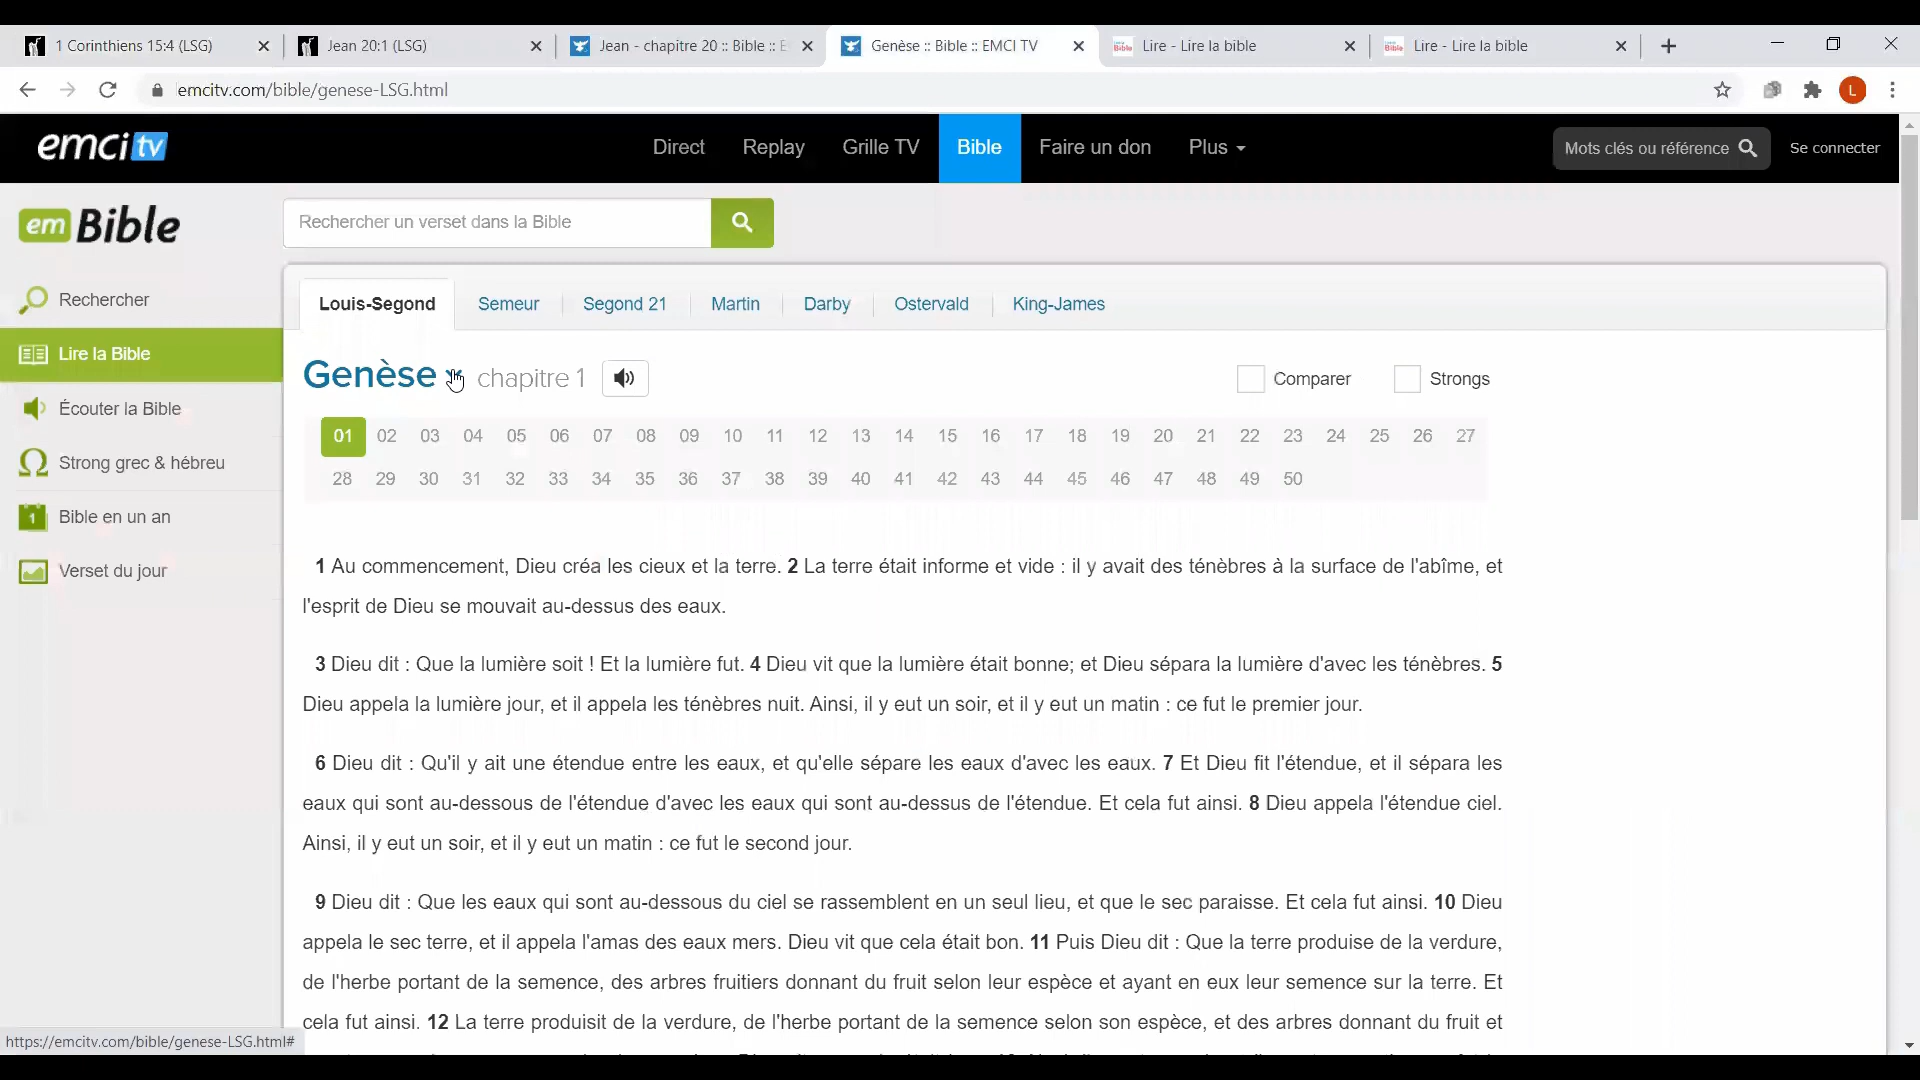 1 Corinthiens 15:4 (LSG)
Jean 20:1 (LSG)
Jean - chapitre 20 :: Bible :: E
Genèse :: Bible :: EMCI TV
Lire - Lire la bible
Lire - Lire la bible
emcitv.com/bible/genese-LSG.html
L
emci tv
Direct
Replay
Grille TV
Bible
Faire un don
Plus
Mots clés ou référence
Se connecter
em Bible
Rechercher un verset dans la Bible
Rechercher
Lire la Bible
Écouter la Bible
Strong grec & hébreu
1
Bible en un an
Verset du jour
Louis-Segond
Semeur
Segond 21
Martin
Darby
Ostervald
King-James
Genèse chapitre 1
Comparer
Strongs
01 02 03 04 05 06 07 08 09 10 11 12 13 14 15 16 17 18 19 20 21 22 23 24 25 26 27
28 29 30 31 32 33 34 35 36 37 38 39 40 41 42 43 44 45 46 47 48 49 50
1 Au commencement, Dieu créa les cieux et la terre. 2 La terre était informe et vide : il y avait des ténèbres à la surface de l'abîme, et
l'esprit de Dieu se mouvait au-dessus des eaux.
3 Dieu dit : Que la lumière soit ! Et la lumière fut. 4 Dieu vit que la lumière était bonne; et Dieu sépara la lumière d'avec les ténèbres. 5
Dieu appela la lumière jour, et il appela les ténèbres nuit. Ainsi, il y eut un soir, et il y eut un matin : ce fut le premier jour.
6 Dieu dit : Qu'il y ait une étendue entre les eaux, et qu'elle sépare les eaux d'avec les eaux. 7 Et Dieu fit l'étendue, et il sépara les
eaux qui sont au-dessous de l'étendue d'avec les eaux qui sont au-dessus de l'étendue. Et cela fut ainsi. 8 Dieu appela l'étendue ciel.
Ainsi, il y eut un soir, et il y eut un matin : ce fut le second jour.
9 Dieu dit : Que les eaux qui sont au-dessous du ciel se rassemblent en un seul lieu, et que le sec paraisse. Et cela fut ainsi. 10 Dieu
appela le sec terre, et il appela l'amas des eaux mers. Dieu vit que cela était bon. 11 Puis Dieu dit : Que la terre produise de la verdure,
de l'herbe portant de la semence, des arbres fruitiers donnant du fruit selon leur espèce et ayant en eux leur semence sur la terre. Et
cela fut ainsi. 12 La terre produisit de la verdure, de l'herbe portant de la semence selon son espèce, et des arbres donnant du fruit et
https://emcitv.com/bible/genese-LSG.html#